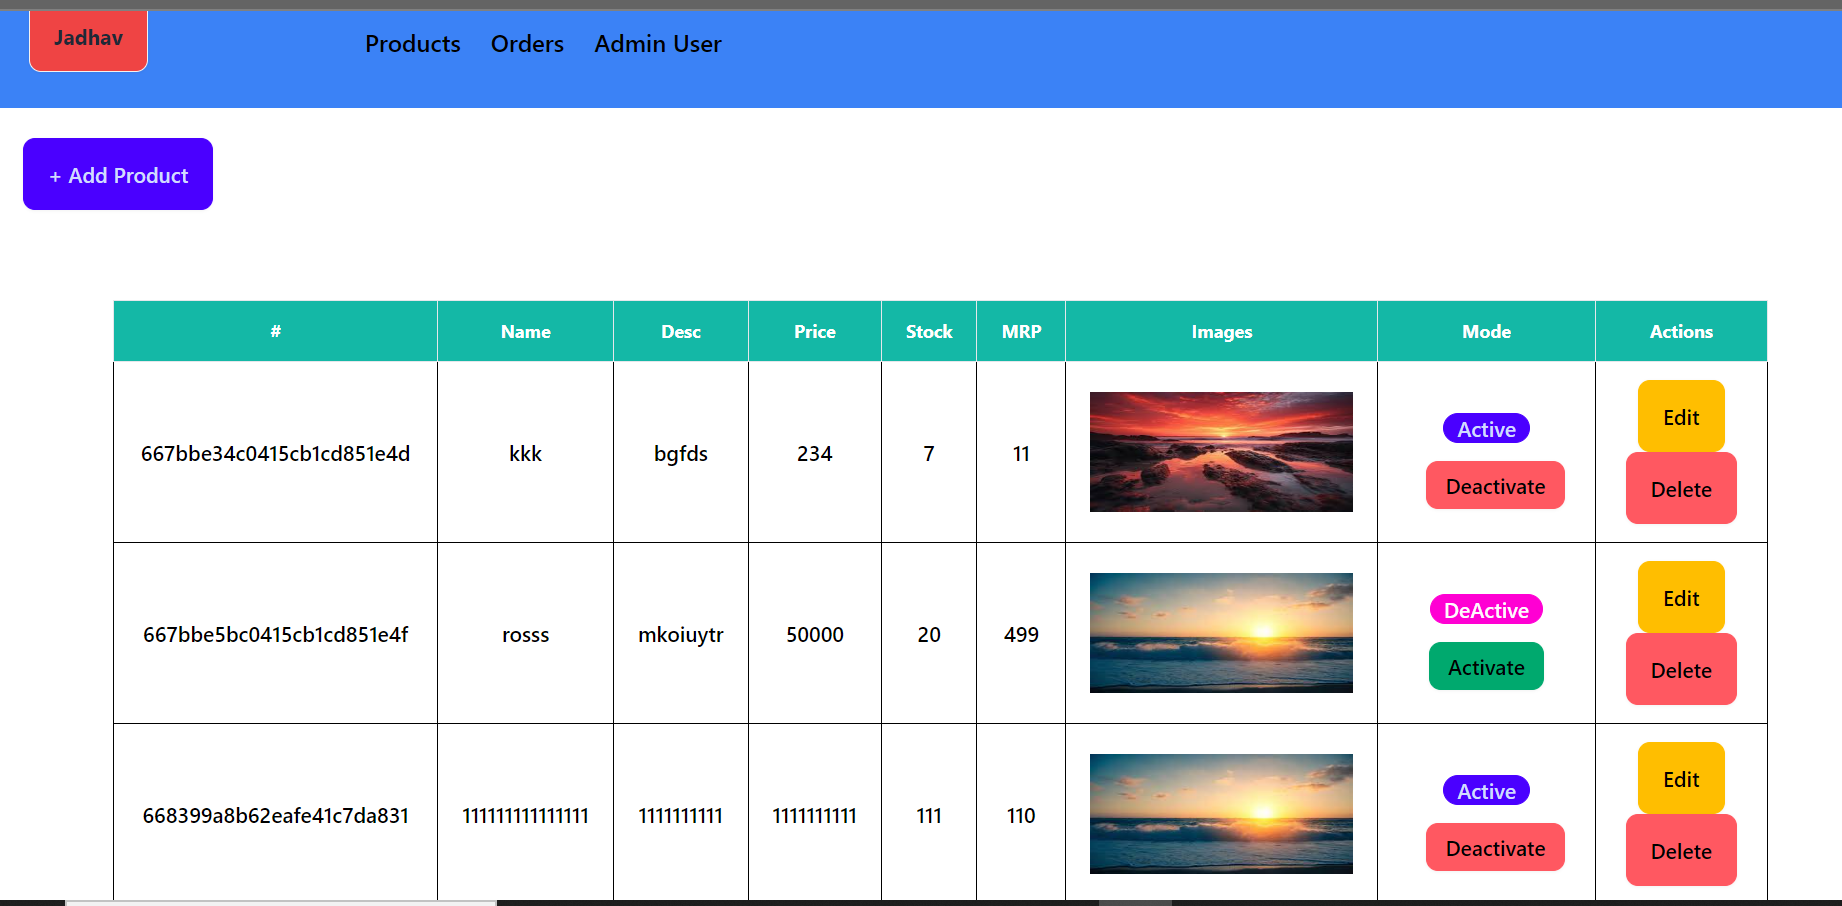 Jadhav
Products Orders Admin User
+ Add Product
# Name Desc Price Stock MRP Images Mode Actions
667bbe34c0415cb1cd851e4d kkk bgfds 234 7 11 Active Deactivate Edit Delete
667bbe5bc0415cb1cd851e4f rosss mkoiuytr 50000 20 499 DeActive Activate Edit Delete
668399a8b62eafe41c7da831 111111111111111 1111111111 1111111111 111 110 Active Deactivate Edit Delete